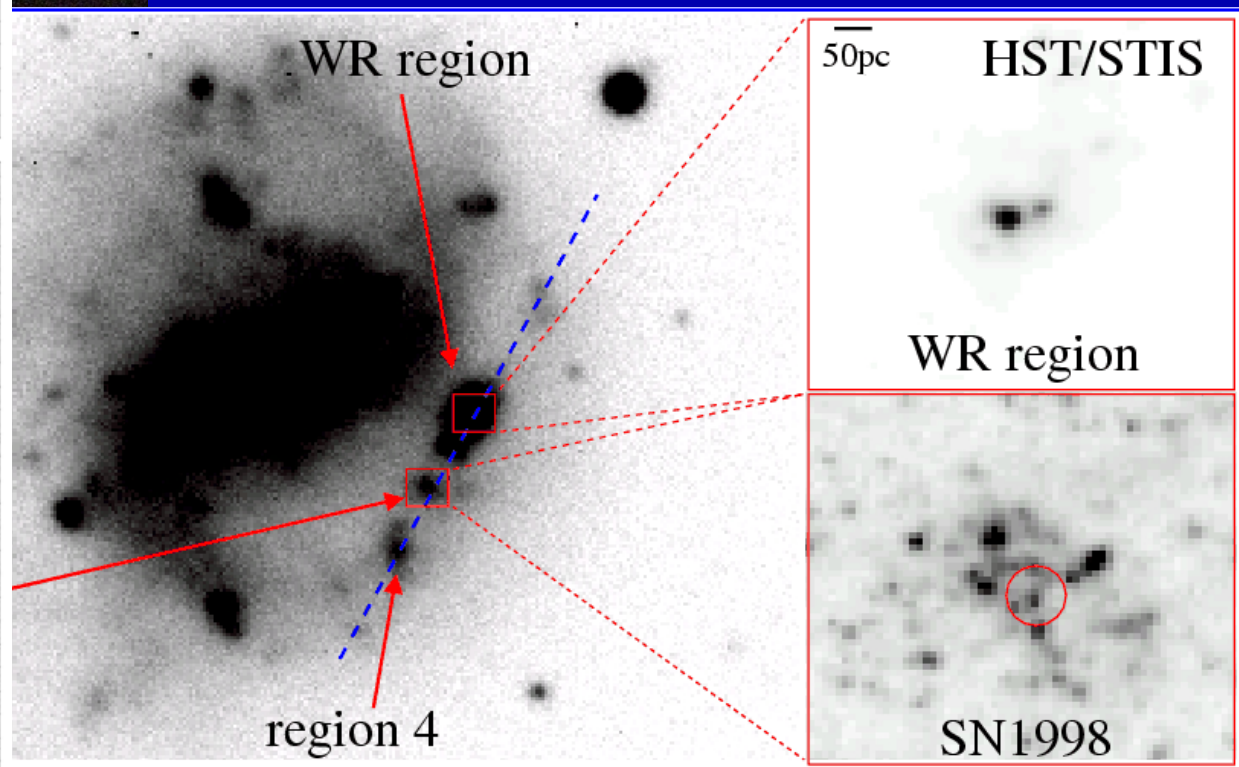 WR region
50pc
HST/STIS
WR region
region 4
SN1998